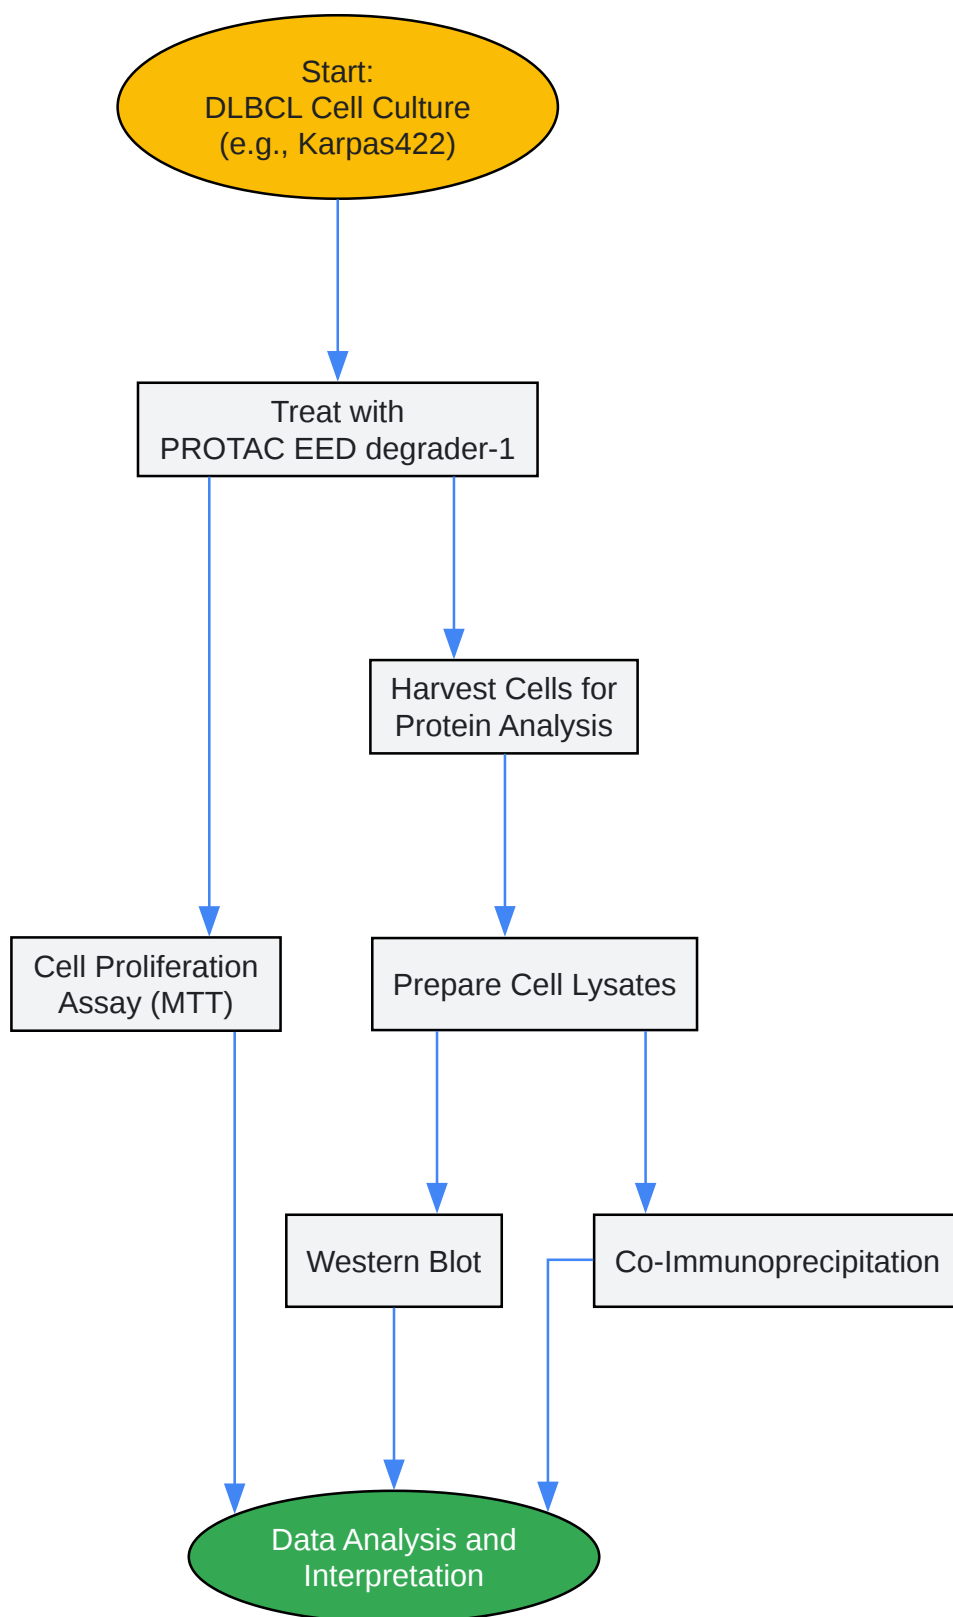 Start:
DLBCL Cell Culture
(e.g., Karpas422)
Treat with
PROTAC EED degrader-1
Harvest Cells for
Protein Analysis
Cell Proliferation
Assay (MTT)
Prepare Cell Lysates
Western Blot
Co-Immunoprecipitation
Data Analysis and
Interpretation